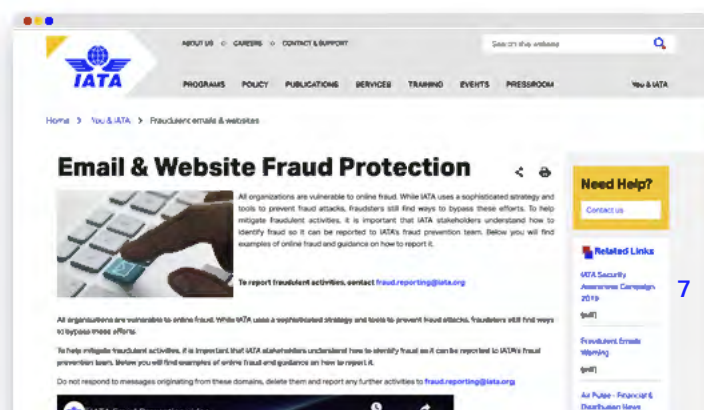 ABOUT US CAREERS CONTACT & SUPPORT
Search this website
IATA
PROGRAMS POLICY PUBLICATIONS SERVICES TRAINING EVENTS PRESSROOM You & IATA
Home > You & IATA > Fraudulent emails & websites
Email & Website Fraud Protection
All organizations are vulnerable to online fraud. While IATA uses a sophisticated strategy and
tools to prevent fraud attacks, fraudsters still find ways to bypass these efforts. To help
mitigate fraudulent activities, it is important that IATA stakeholders understand how to
identify fraud so it can be reported to IATA's fraud prevention team. Below you will find
examples of online fraud and guidance on how to report it.
To report fraudulent activities, contact fraud.reporting@iata.org
All organizations are vulnerable to online fraud. While IATA uses a sophisticated strategy and tools to prevent fraud attacks, fraudsters still find ways
to bypass these efforts.
To help mitigate fraudulent activities, it is important that IATA stakeholders understand how to identify fraud so it can be reported to IATA's fraud
prevention team. Below you will find examples of online fraud and guidance on how to report it.
Do not respond to messages originating from these domains, delete them and report any further activities to fraud.reporting@iata.org
Need Help?
Contact us
Related Links
IATA Security
Awareness Campaign
2019
(pdf)
Fraudulent Emails
Warning
(pdf)
Air Pulse - Financial &
Distribution News
7